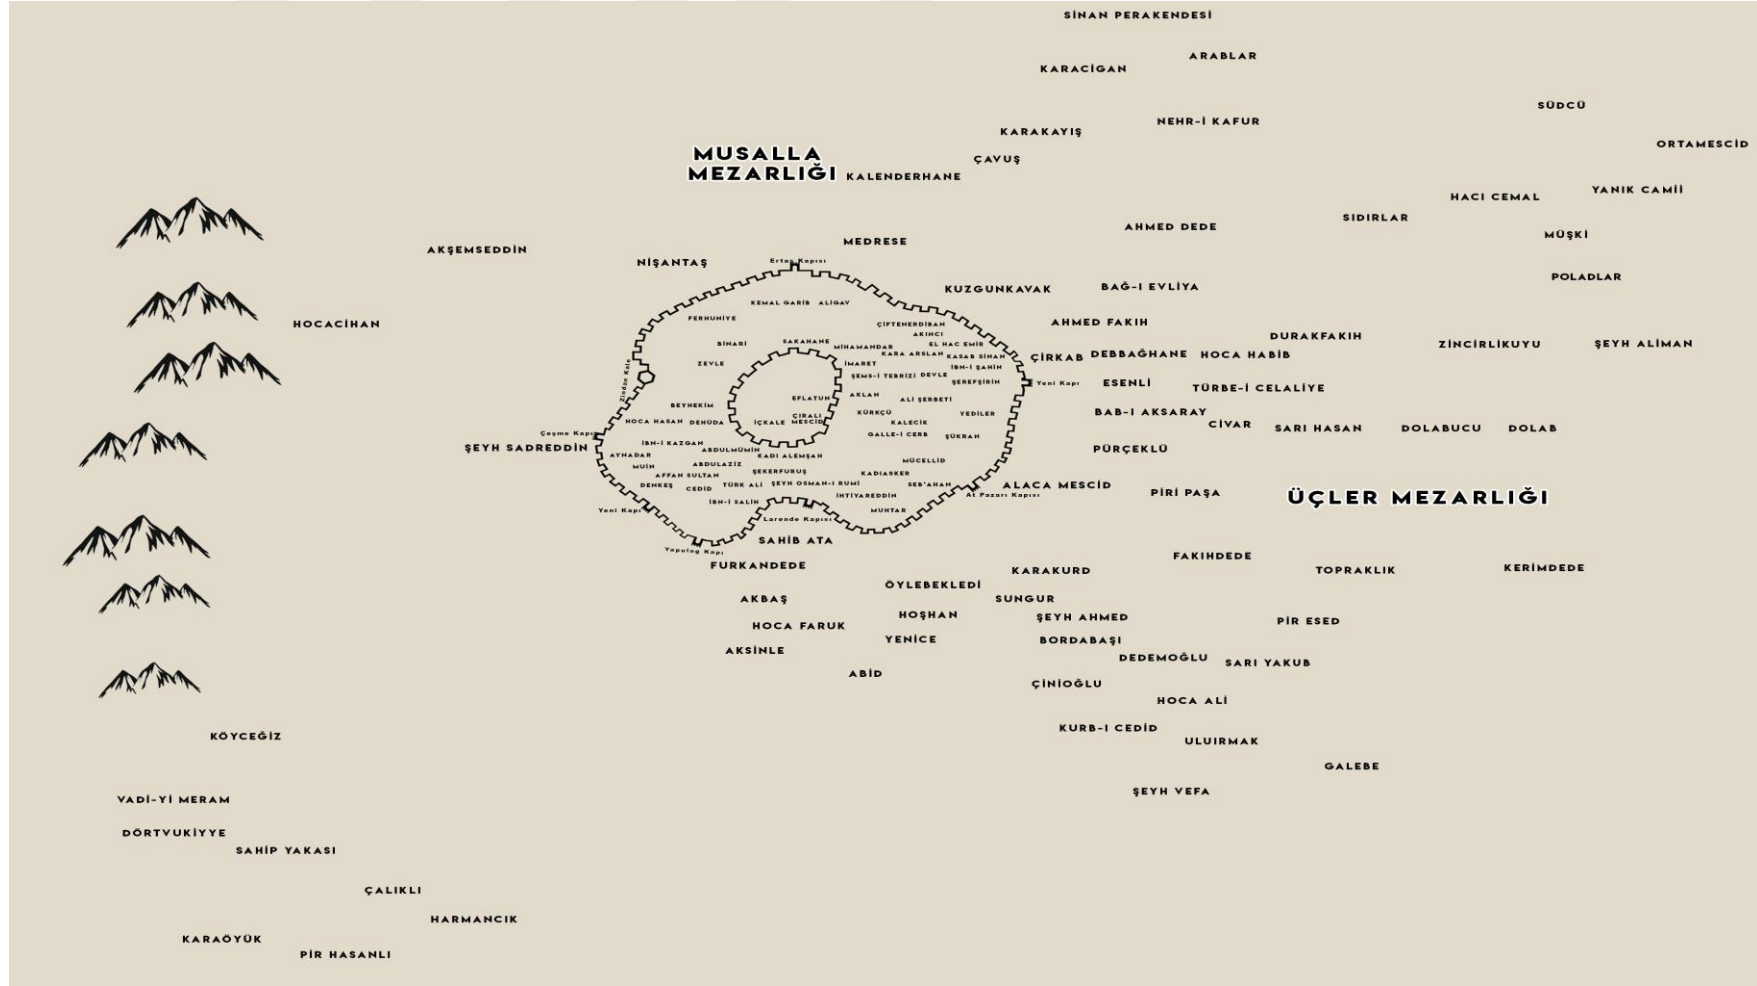 SİNAN PERAKENDESİ
ARABLAR
KARACİGAN
SÜDCÜ
NEHR-İ KAFUR
KARAKAYIŞ
ORTAMESCİD
MUSALLA
MEZARLIĞI
ÇAVUŞ
KALENDERHANE
YANIK CAMİİ
HACI CEMAL
SIDIRLAR
AHMED DEDE
MÜŞKİ
MEDRESE
AKŞEMSEDDİN
NİŞANTAŞ
Ertaş Kapısı
POLADLAR
BAĞ-I EVLİYA
KUZGUNKAVAK
KEMAL GARİB
ALİGAV
FERHUNİYE
HOCACİHAN
ÇİFTENERDİBAN
AHMED FAKIH
AKINCI
DURAKFAKIH
SAKAHANE
BİNARİ
MİHAMANDAR
EL HAC EMİR
ZİNCİRLİKUYU
ŞEYH ALİMAN
KARA ARSLAN
KASAB SİNAN
ÇİRKAB
DEBBAĞHANE
HOCA HABİB
ZEVLE
İMARET
İBN-İ ŞAHİN
ŞEMS-İ TEBRİZİ
DEVLE
ŞEREFŞİRİN
Zindan Kale
Yeni Kapı
ESENLİ
TÜRBE-İ CELALİYE
EFLATUN
AKLAN
ALİ ŞERBETİ
BEYHEKİM
KÜRKÇÜ
YEDİLER
BAB-I AKSARAY
HOCA HASAN
DEHUDA
İÇKALE
ÇIRALI
MESCİD
KALECİK
CİVAR
SARI HASAN
DOLABUCU
DOLAB
Çeşme Kapısı
GALLE-İ CERB
ŞÜKRAN
ŞEYH SADREDDİN
İBN-İ KAZGAN
ABDULMÜMİN
PÜRÇEKLÜ
AYNADAR
KADI ALEMŞAH
MUİN
ABDULAZİZ
MÜCELLİD
AFFAN SULTAN
ŞEKERFURUŞ
KADIASKER
DENKEŞ
CEDİD
TÜRK ALİ
ŞEYH OSMAN-I RUMİ
SEB'AHAN
ALACA MESCİD
PİRİ PAŞA
ÜÇLER MEZARLIĞI
İHTİYAREDDİN
At Pazarı Kapısı
İBN-İ SALİH
Yeni Kapı
MUHTAR
Larende Kapısı
SAHİB ATA
Yapulag Kapı
FURKANDEDE
FAKIHDEDE
KARAKURD
TOPRAKLIK
KERİMDEDE
ÖYLEBEKLEDİ
AKBAŞ
SUNGUR
HOŞHAN
ŞEYH AHMED
PİR ESED
HOCA FARUK
YENİCE
BORDABAŞI
AKSİNLE
DEDEMOĞLU
SARI YAKUB
ABİD
ÇİNİOĞLU
HOCA ALİ
KURB-I CEDİD
KÖYCEĞİZ
ULUIRMAK
GALEBE
ŞEYH VEFA
VADİ-Yİ MERAM
DÖRTVUKİYYE
SAHİP YAKASI
ÇALIKLI
HARMANCIK
KARAÖYÜK
PİR HASANLI